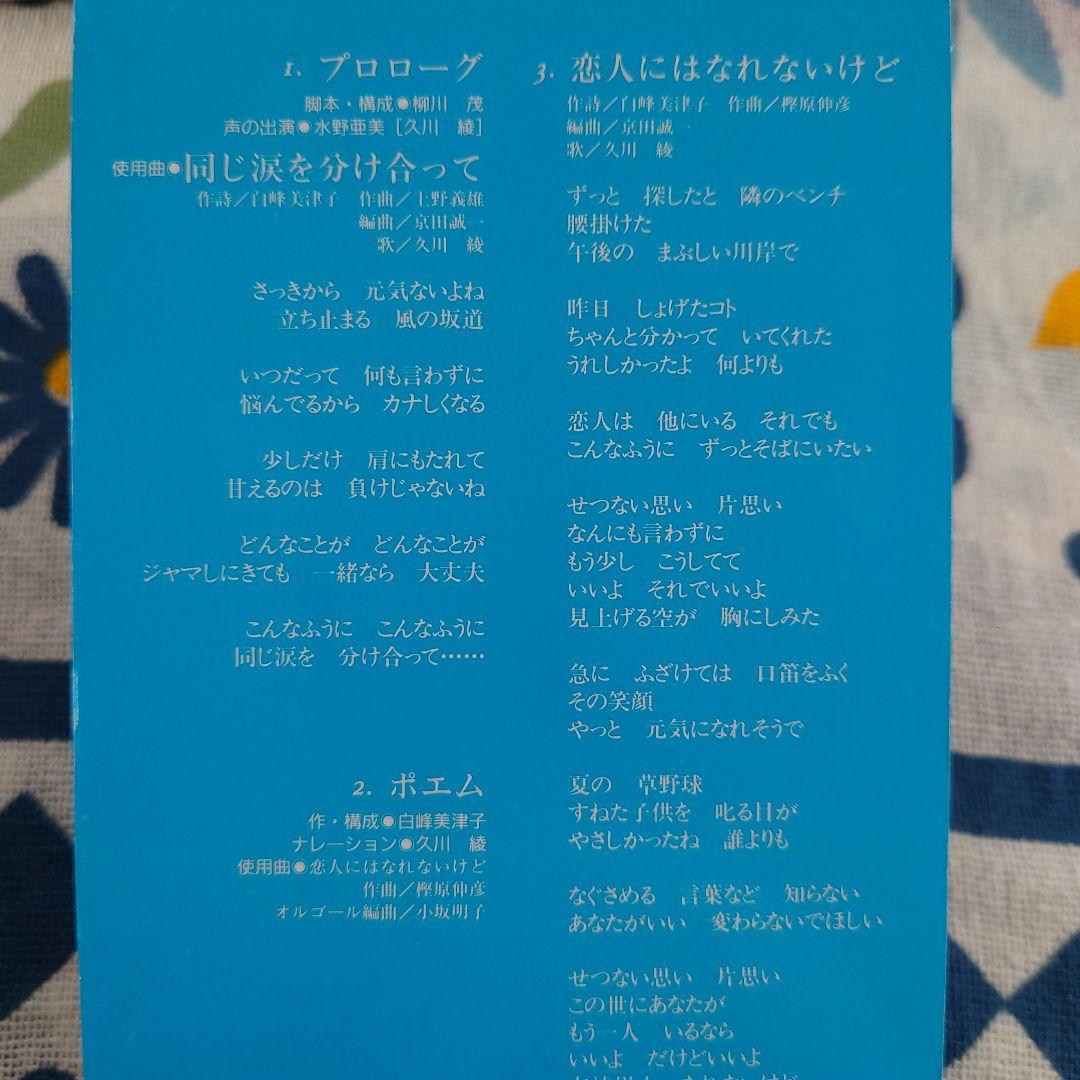 1. プロローグ
脚本・構成●柳川　茂
声の出演●水野亜美［久川　綾］
使用曲●同じ涙を分け合って
作詩／白峰美津子　作曲／上野義雄
編曲／京田誠一
歌／久川　綾
さっきから　元気ないよね
立ち止まる　風の坂道
いつだって　何も言わずに
悩んでるから　カナしくなる
少しだけ　肩にもたれて
甘えるのは　負けじゃないね
どんなことが　どんなことが
ジャマしにきても　一緒なら　大丈夫
こんなふうに　こんなふうに
同じ涙を　分け合って……
2. ポエム
作・構成●白峰美津子
ナレーション●久川　綾
使用曲●恋人にはなれないけど
作曲／樫原伸彦
オルゴール編曲／小坂明子
3. 恋人にはなれないけど
作詩／白峰美津子　作曲／樫原伸彦
編曲／京田誠一
歌／久川　綾
ずっと　探したと　隣のベンチ
腰掛けた
午後の　まぶしい川岸で
昨日　しょげたコト
ちゃんと分かって　いてくれた
うれしかったよ　何よりも
恋人は　他にいる　それでも
こんなふうに　ずっとそばにいたい
せつない思い　片思い
なんにも言わずに
もう少し　こうしてて
いいよ　それでいいよ
見上げる空が　胸にしみた
急に　ふざけては　口笛をふく
その笑顔
やっと　元気になれそうで
夏の　草野球
すねた子供を　叱る目が
やさしかったね　誰よりも
なぐさめる　言葉など　知らない
あなたがいい　変わらないでほしい
せつない思い　片思い
この世にあなたが
もう一人　いるなら
いいよ　だけどいいよ